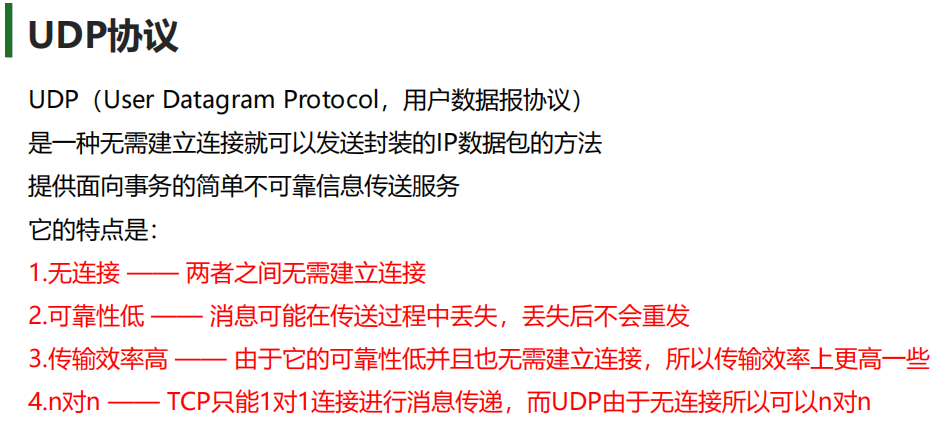 UDP协议
UDP（User Datagram Protocol，用户数据报协议）
是一种无需建立连接就可以发送封装的IP数据包的方法
提供面向事务的简单不可靠信息传送服务
它的特点是：
1.无连接 —— 两者之间无需建立连接
2.可靠性低 —— 消息可能在传送过程中丢失，丢失后不会重发
3.传输效率高 —— 由于它的可靠性低并且也无需建立连接，所以传输效率上更高一些
4.n对n —— TCP只能1对1连接进行消息传递，而UDP由于无连接所以可以n对n